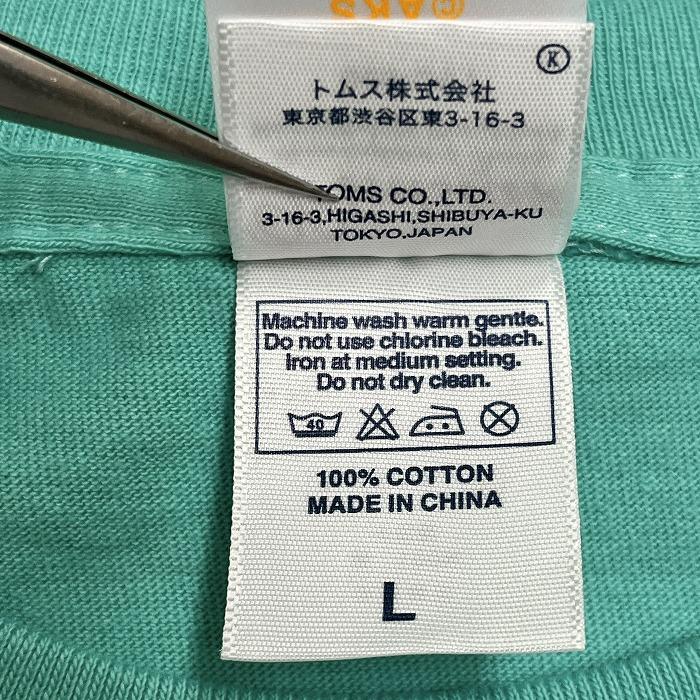 ©AKS
Ⓚ
トムス株式会社
東京都渋谷区東3-16-3
TOMS CO.,LTD.
3-16-3,HIGASHI,SHIBUYA-KU
TOKYO.JAPAN
Machine wash warm gentle.
Do not use chlorine bleach.
Iron at medium setting.
Do not dry clean.
40
100% COTTON
MADE IN CHINA
L